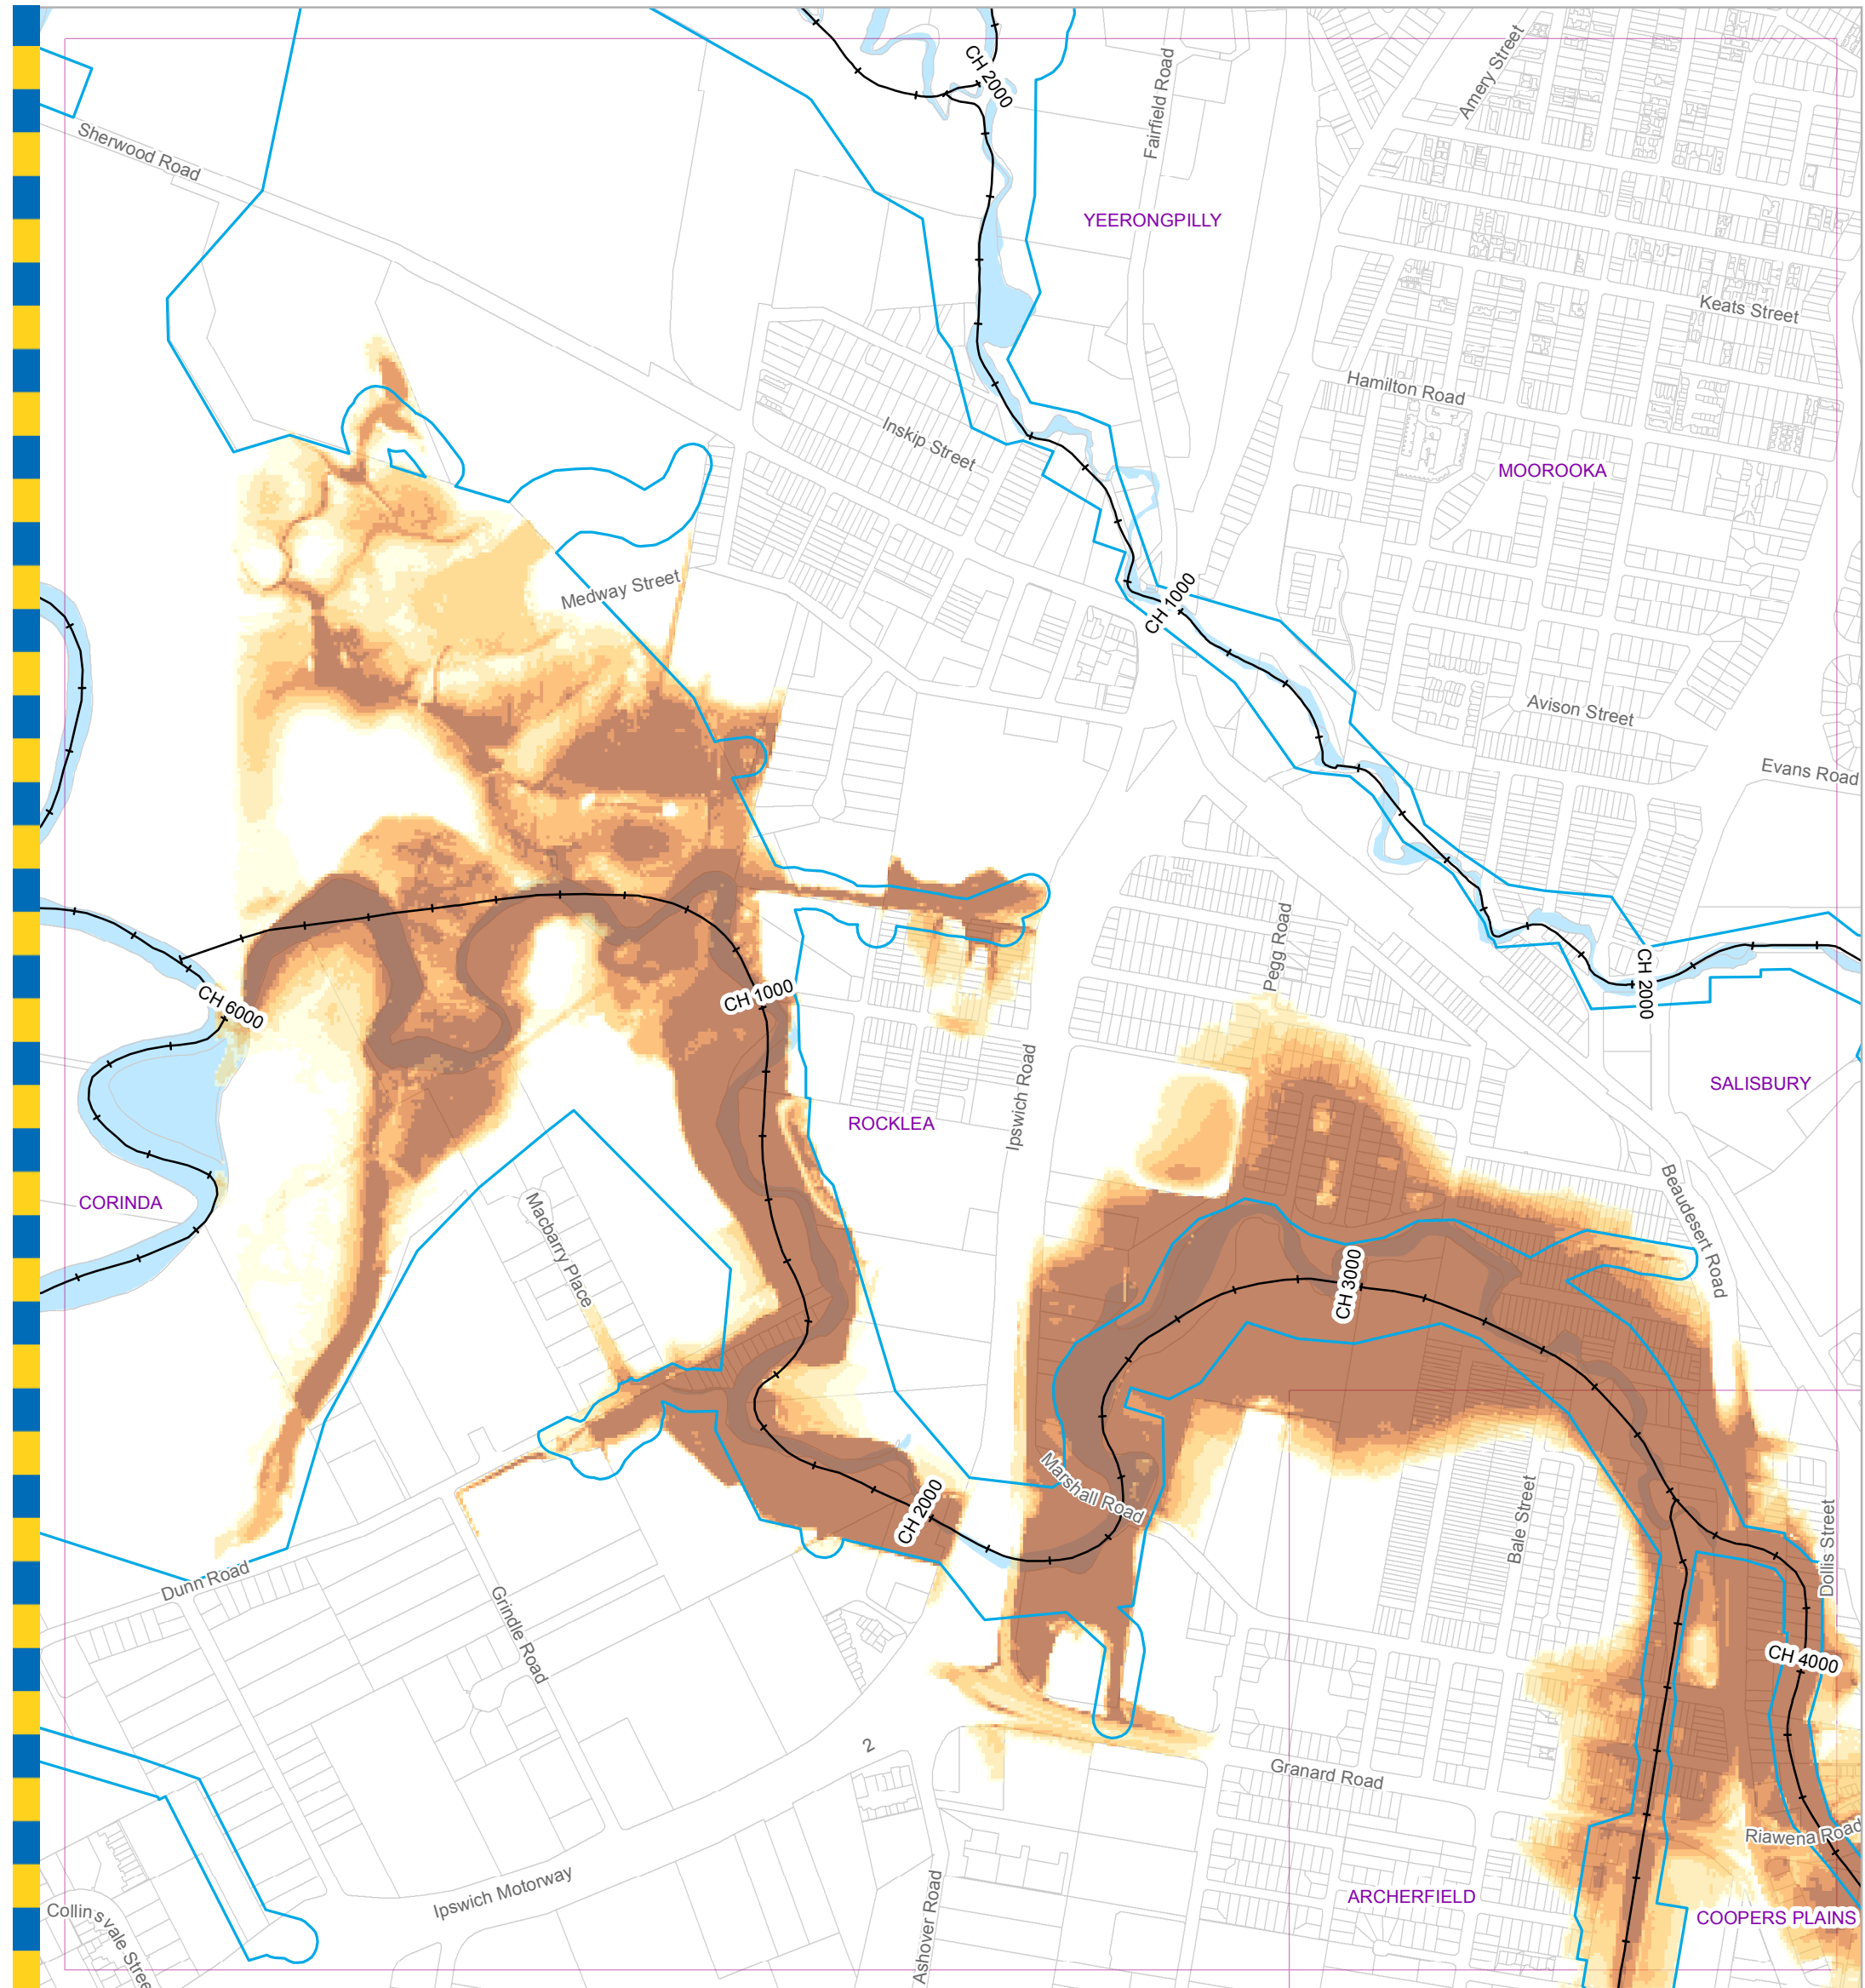 CH 2000
Amery Street
Fairfield Road
Sherwood Road
YEERONGPILLY
Keats Street
Hamilton Road
Inskip Street
MOOROOKA
Medway Street
CH 1000
Avison Street
Evans Road
Pegg Road
CH 2000
CH 1000
CH 6000
Ipswich Road
SALISBURY
ROCKLEA
CORINDA
Macbarry Place
Beaudesert Road
CH 3000
Marshall Road
CH 2000
Bale Street
Dollis Street
Dunn Road
Grindle Road
CH 4000
2
Granard Road
Riawena Road
Ipswich Motorway
ARCHERFIELD
Collinsvale Street
COOPERS PLAINS
Ashover Road